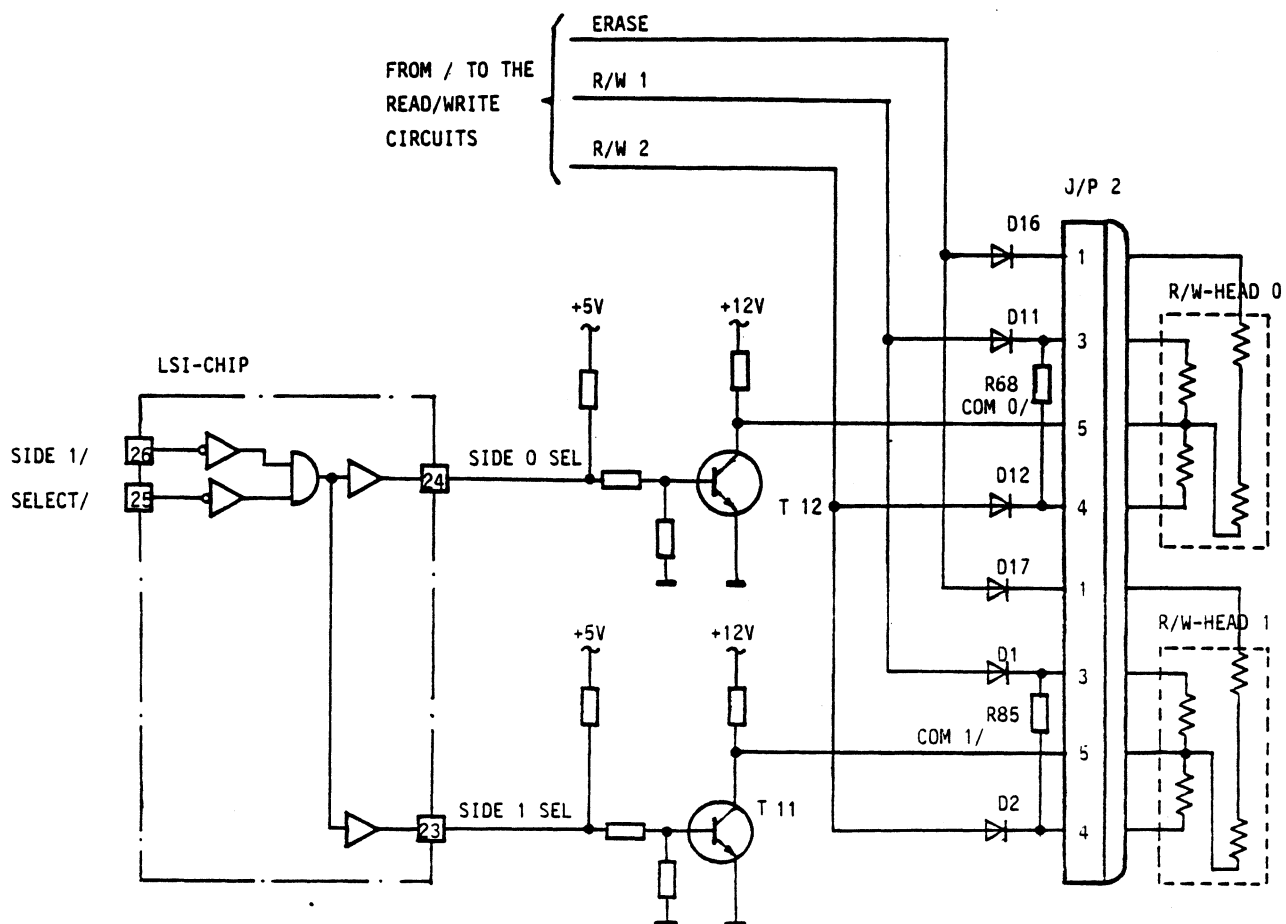 ERASE
FROM / TO THE
READ/WRITE
CIRCUITS
R/W 1
R/W 2
J/P 2
D16
1
R/W-HEAD 0
+5V
+12V
D11
3
LSI-CHIP
R68
COM 0/
5
SIDE 1/
26
SIDE 0 SEL
24
SELECT/
25
D12
T 12
4
D17
1
+5V
+12V
R/W-HEAD 1
D1
3
R85
COM 1/
5
SIDE 1 SEL
23
T 11
D2
4